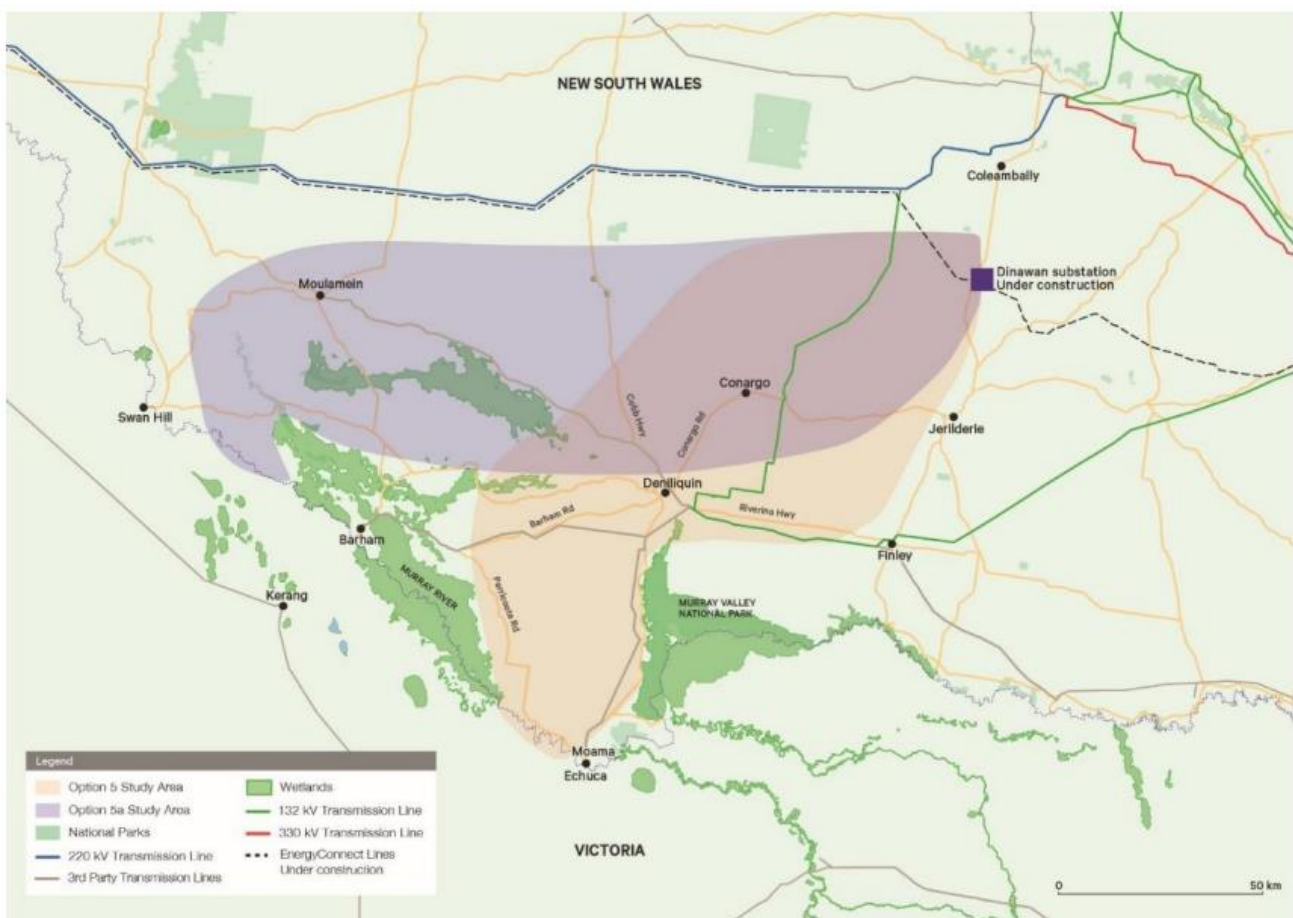 NEW SOUTH WALES
Coleambally
Dinawan substation
Under construction
Moulamein
Swan Hill
Cobb Hwy
Conargo
Conargo Rd
Jerilderie
Deniliquin
Barham Rd
Riverina Hwy
Barham
Finley
Kerang
MURRAY RIVER
Perricoota Rd
MURRAY VALLEY
NATIONAL PARK
Moama
Echuca
VICTORIA
0 50 km
Legend
Option 5 Study Area
Option 5a Study Area
National Parks
220 kV Transmission Line
3rd Party Transmission Lines
Wetlands
132 kV Transmission Line
330 kV Transmission Line
EnergyConnect Lines
Under construction